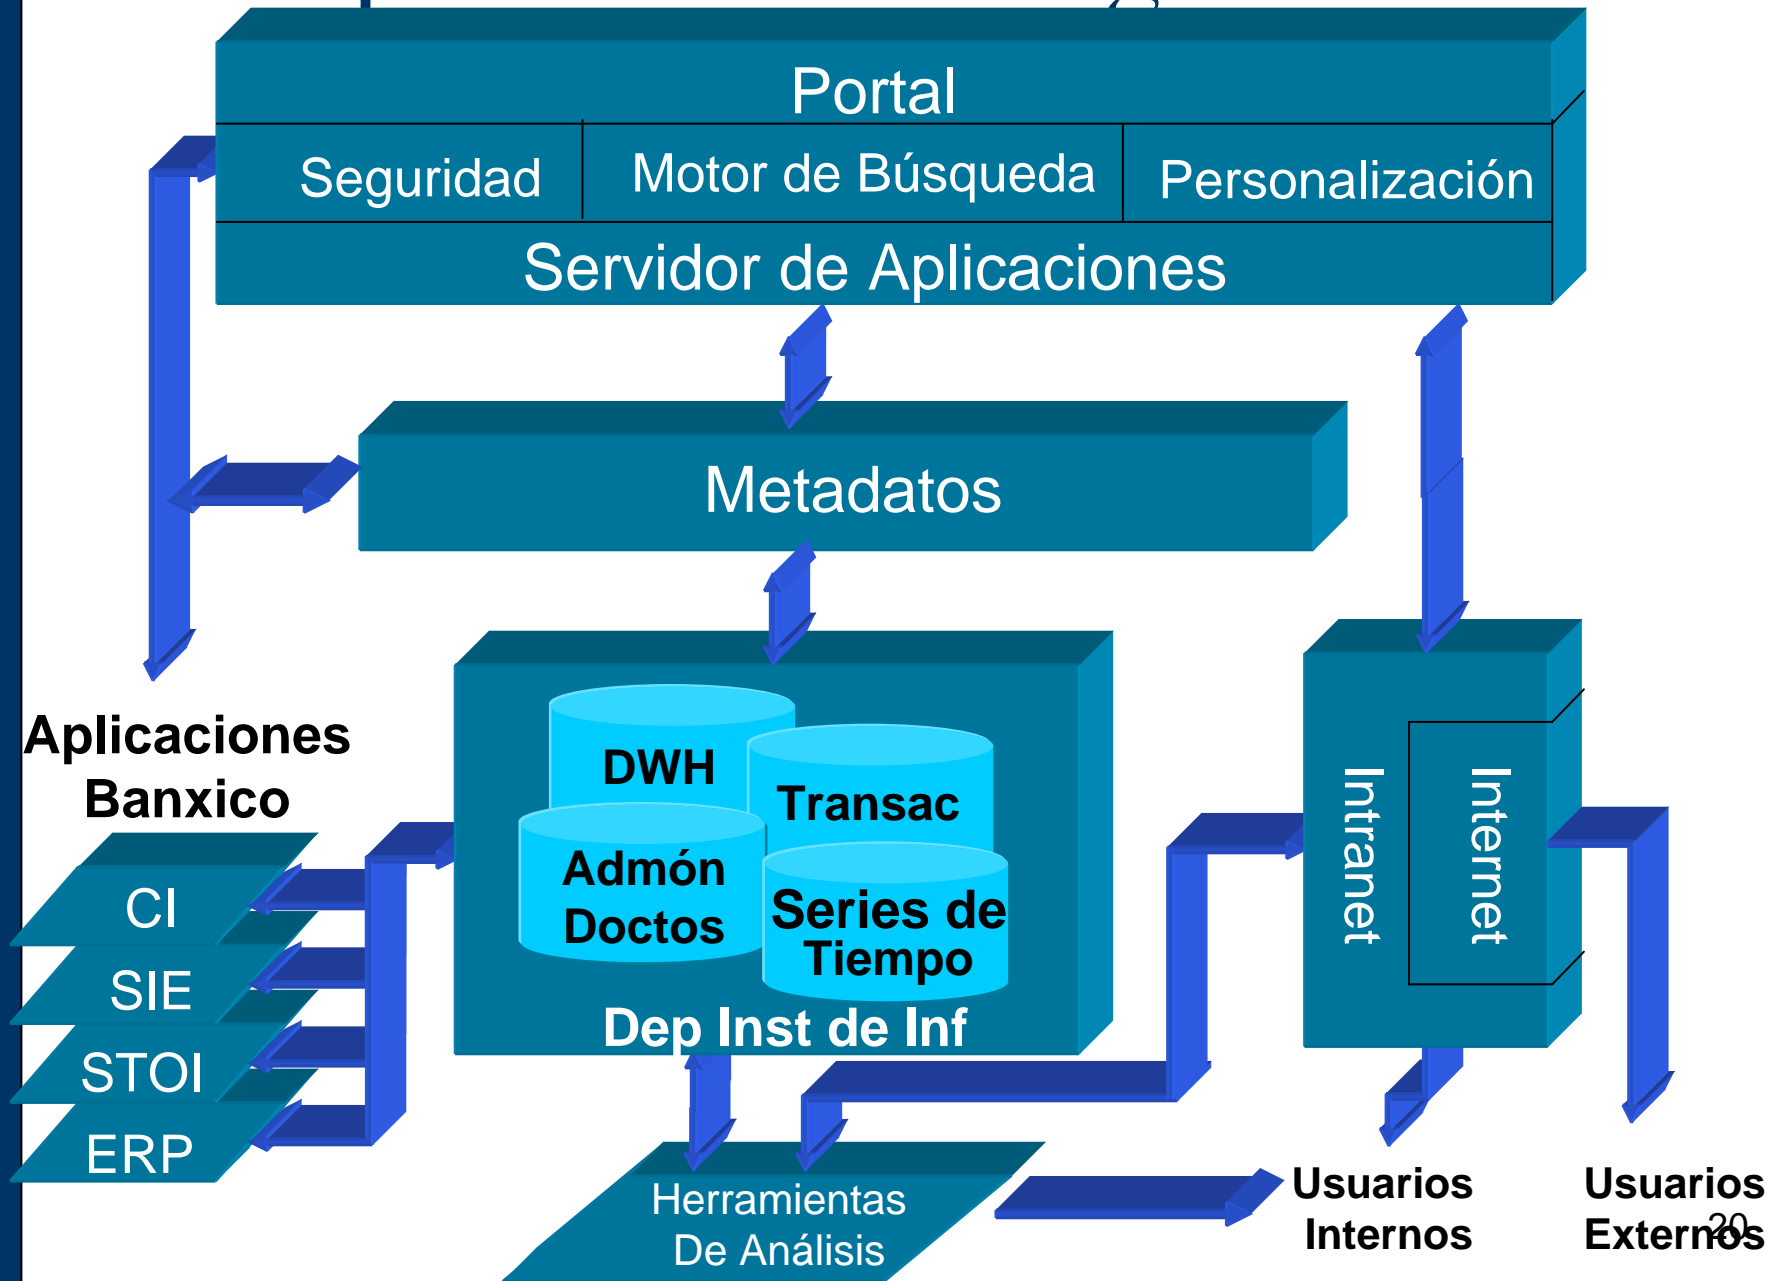 Portal
Seguridad
Motor de Búsqueda
Personalización
Servidor de Aplicaciones
Metadatos
Aplicaciones
Banxico
CI
SIE
STOI
ERP
DWH
Transac
Admón
Doctos
Series de
Tiempo
Dep Inst de Inf
Intranet
Internet
Herramientas
De Análisis
Usuarios
Internos
Usuarios
Externos
20